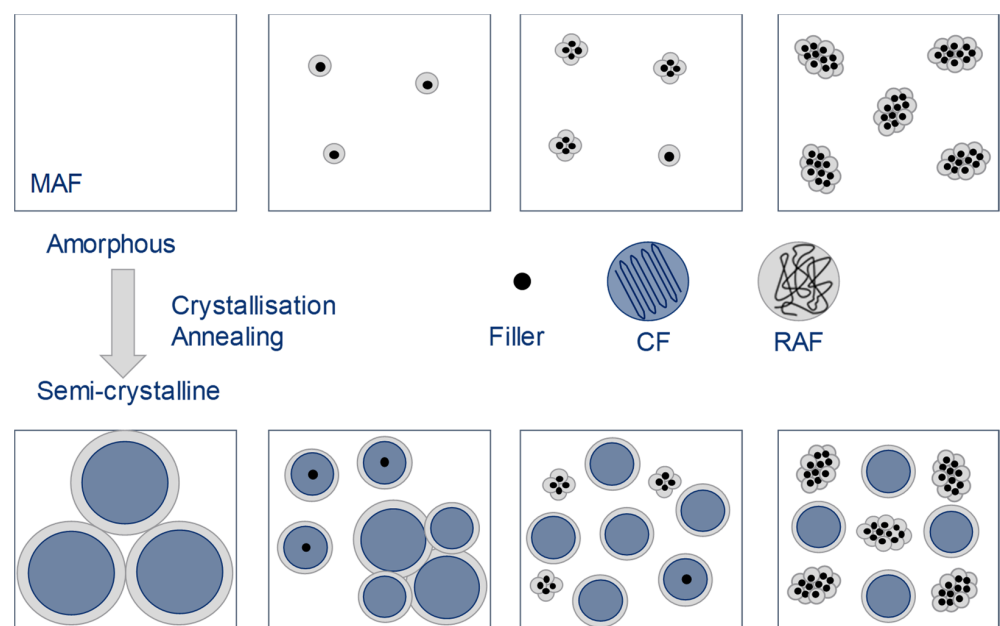 MAF
Amorphous
Crystallisation
Annealing
Filler
CF
RAF
Semi-crystalline